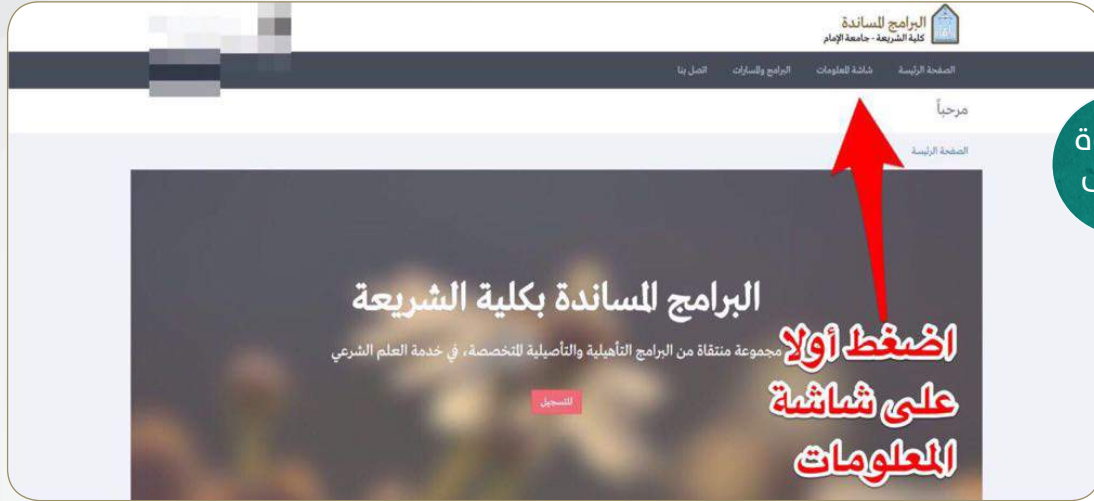 البرامج المساندة
كلية الشريعة - جامعة الإمام
الصفحة الرئيسة
شاشة المعلومات
البرامج والمسارات
اتصل بنا
مرحباً
الصفحة الرئيسة
البرامج المساندة بكلية الشريعة
مجموعة منتقاة من البرامج التأهيلية والتأصيلية المتخصصة، في خدمة العلم الشرعي
للتسجيل
اضغط أولا
على شاشة
المعلومات